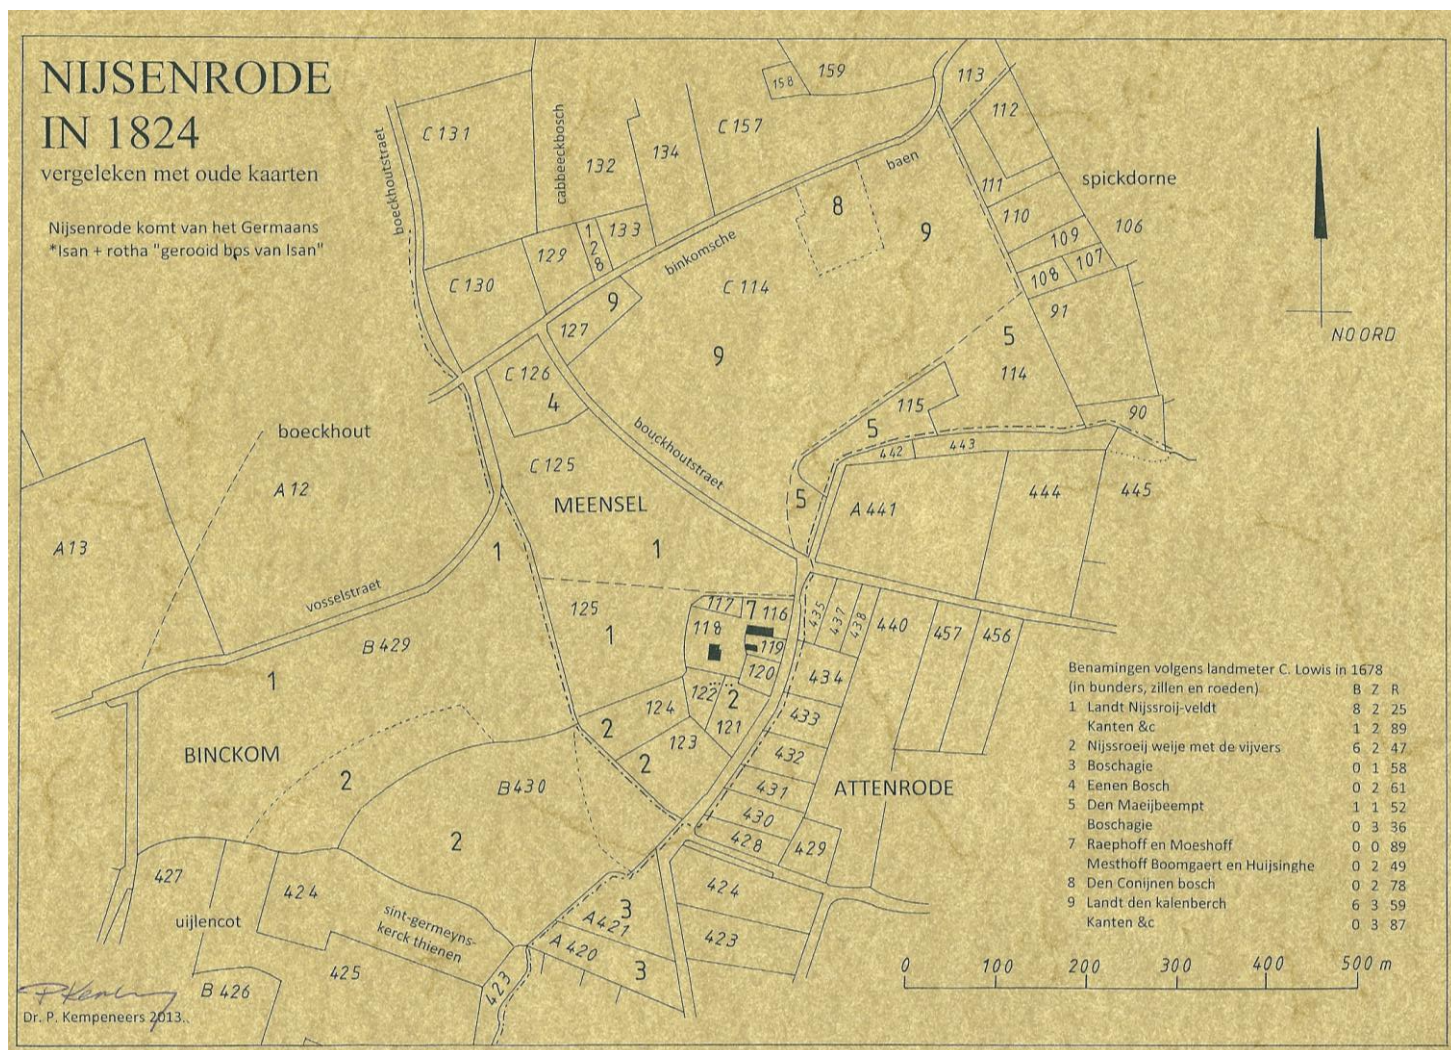 NIJSENRODE
IN 1824
vergeleken met oude kaarten
Nijsenrode komt van het Germaans
*Isan + rotha "gerooid bos van Isan"
boeckhoutstraet
C 131
cabbeeckbosch
132
134
C 157
158
159
113
112
111
110
109
108
107
106
spickdorne
baen
binkomsche
8
9
128
133
129
C 130
9
127
C 114
9
91
5
114
NOORD
C 126
4
115
5
90
442
443
bouckhoutstraet
boeckhout
A 12
A 13
C 125
MEENSEL
1
1
5
A 441
444
445
vosselstraet
125
1
117
7
116
118
119
120
435
437
438
440
457
456
B 429
1
122
2
124
121
123
2
2
434
433
432
431
430
428
429
ATTENRODE
BINCKOM
2
B 430
2
427
424
uijlencot
sint-germeyns-
kerck thienen
425
B 426
423
3
A 421
A 420
3
424
423
Benamingen volgens landmeter C. Lowis in 1678
(in bunders, zillen en roeden) B Z R
1 Landt Nijssroij-veldt 8 2 25
Kanten &c 1 2 89
2 Nijssroeij weije met de vijvers 6 2 47
3 Boschagie 0 1 58
4 Eenen Bosch 0 2 61
5 Den Maeijbeempt 1 1 52
Boschagie 0 3 36
7 Raephoff en Moeshoff 0 0 89
Mesthoff Boomgaert en Huijsinghe 0 2 49
8 Den Conijnen bosch 0 2 78
9 Landt den kalenberch 6 3 59
Kanten &c 0 3 87
0 100 200 300 400 500 m
Dr. P. Kempeneers 2013..